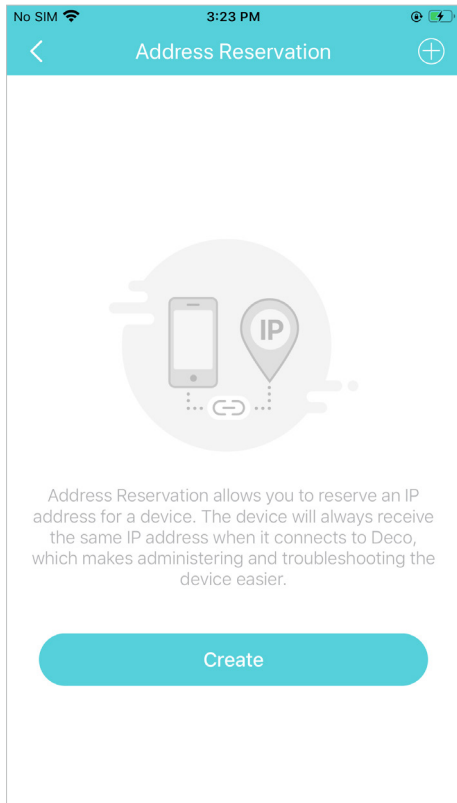 No SIM 3:23 PM
Address Reservation
IP
Address Reservation allows you to reserve an IP
address for a device. The device will always receive
the same IP address when it connects to Deco,
which makes administering and troubleshooting the
device easier.
Create